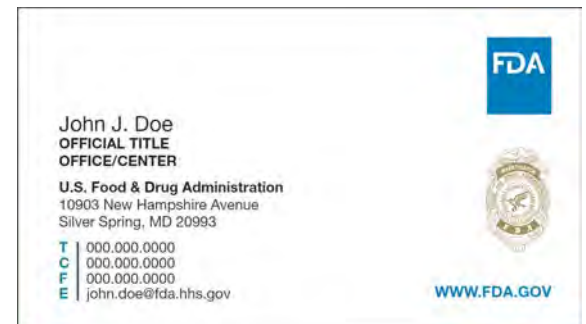 FDA
John J. Doe
OFFICIAL TITLE
OFFICE/CENTER
U.S. Food & Drug Administration
10903 New Hampshire Avenue
Silver Spring, MD 20993
T 000.000.0000
C 000.000.0000
F 000.000.0000
E john.doe@fda.hhs.gov
WWW.FDA.GOV